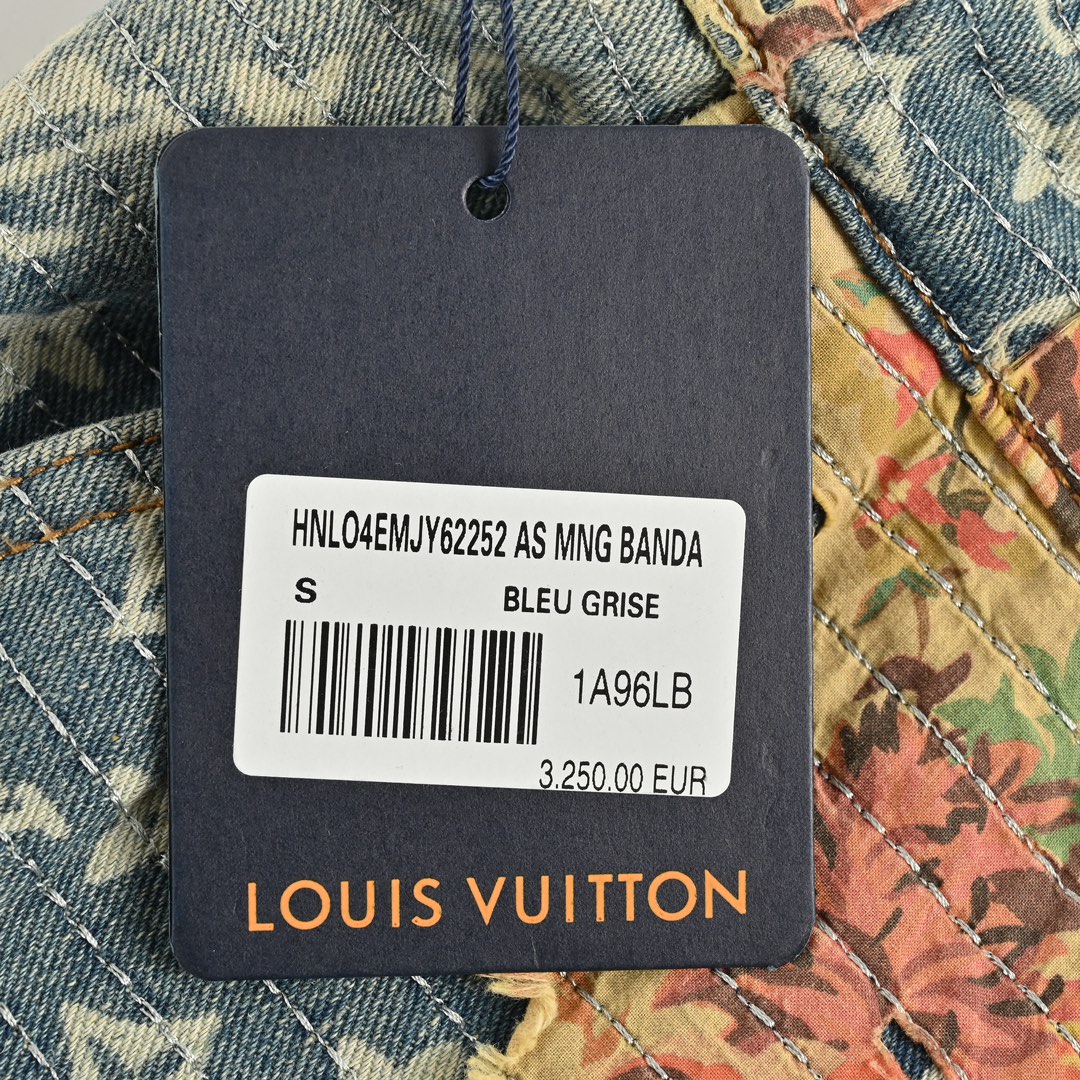 HNLO4EMJY62252 AS MNG BANDA
S BLEU GRISE
1A96LB
3.250.00 EUR
LOUIS VUITTON